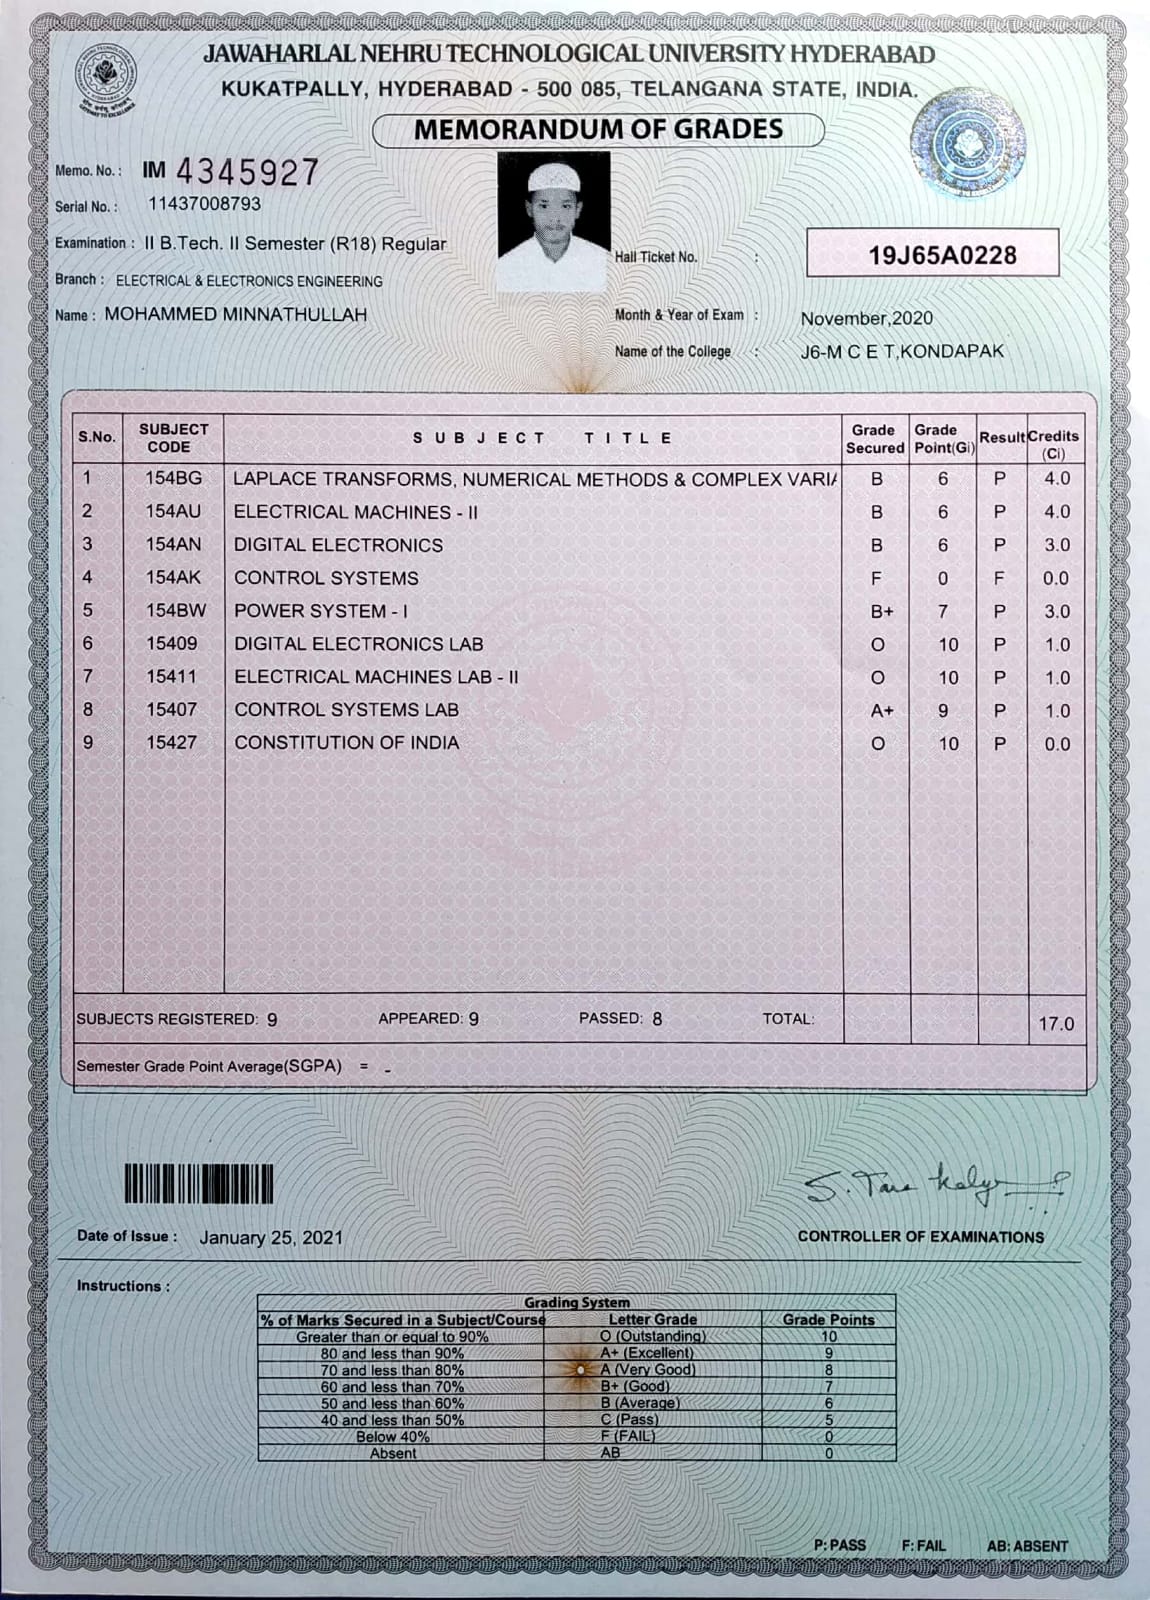 JAWAHARLAL NEHRU TECHNOLOGICAL UNIVERSITY HYDERABAD
KUKATPALLY, HYDERABAD - 500 085, TELANGANA STATE, INDIA.
MEMORANDUM OF GRADES
Memo. No. : IM 4345927
Serial No. : 11437008793
Examination : II B.Tech. II Semester (R18) Regular
Hall Ticket No. : 19J65A0228
Branch : ELECTRICAL & ELECTRONICS ENGINEERING
Name : MOHAMMED MINNATHULLAH
Month & Year of Exam : November,2020
Name of the College : J6-M C E T,KONDAPAK
S.No. SUBJECT CODE SUBJECT TITLE Grade Secured Grade Point(Gi) Result Credits (Ci)
1 154BG LAPLACE TRANSFORMS, NUMERICAL METHODS & COMPLEX VARIA B 6 P 4.0
2 154AU ELECTRICAL MACHINES - II B 6 P 4.0
3 154AN DIGITAL ELECTRONICS B 6 P 3.0
4 154AK CONTROL SYSTEMS F 0 F 0.0
5 154BW POWER SYSTEM - I B+ 7 P 3.0
6 15409 DIGITAL ELECTRONICS LAB O 10 P 1.0
7 15411 ELECTRICAL MACHINES LAB - II O 10 P 1.0
8 15407 CONTROL SYSTEMS LAB A+ 9 P 1.0
9 15427 CONSTITUTION OF INDIA O 10 P 0.0
SUBJECTS REGISTERED: 9 APPEARED: 9 PASSED: 8 TOTAL: 17.0
Semester Grade Point Average(SGPA) = -
Date of Issue : January 25, 2021
CONTROLLER OF EXAMINATIONS
Instructions :
Grading System
% of Marks Secured in a Subject/Course Letter Grade Grade Points
Greater than or equal to 90% O (Outstanding) 10
80 and less than 90% A+ (Excellent) 9
70 and less than 80% A (Very Good) 8
60 and less than 70% B+ (Good) 7
50 and less than 60% B (Average) 6
40 and less than 50% C (Pass) 5
Below 40% F (FAIL) 0
Absent AB 0
P: PASS F: FAIL AB: ABSENT